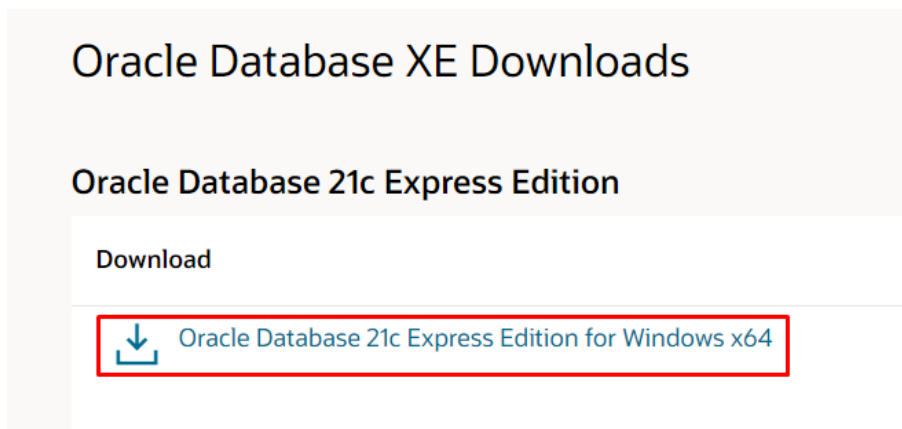 Oracle Database XE Downloads
Oracle Database 21c Express Edition
Download
Oracle Database 21c Express Edition for Windows x64